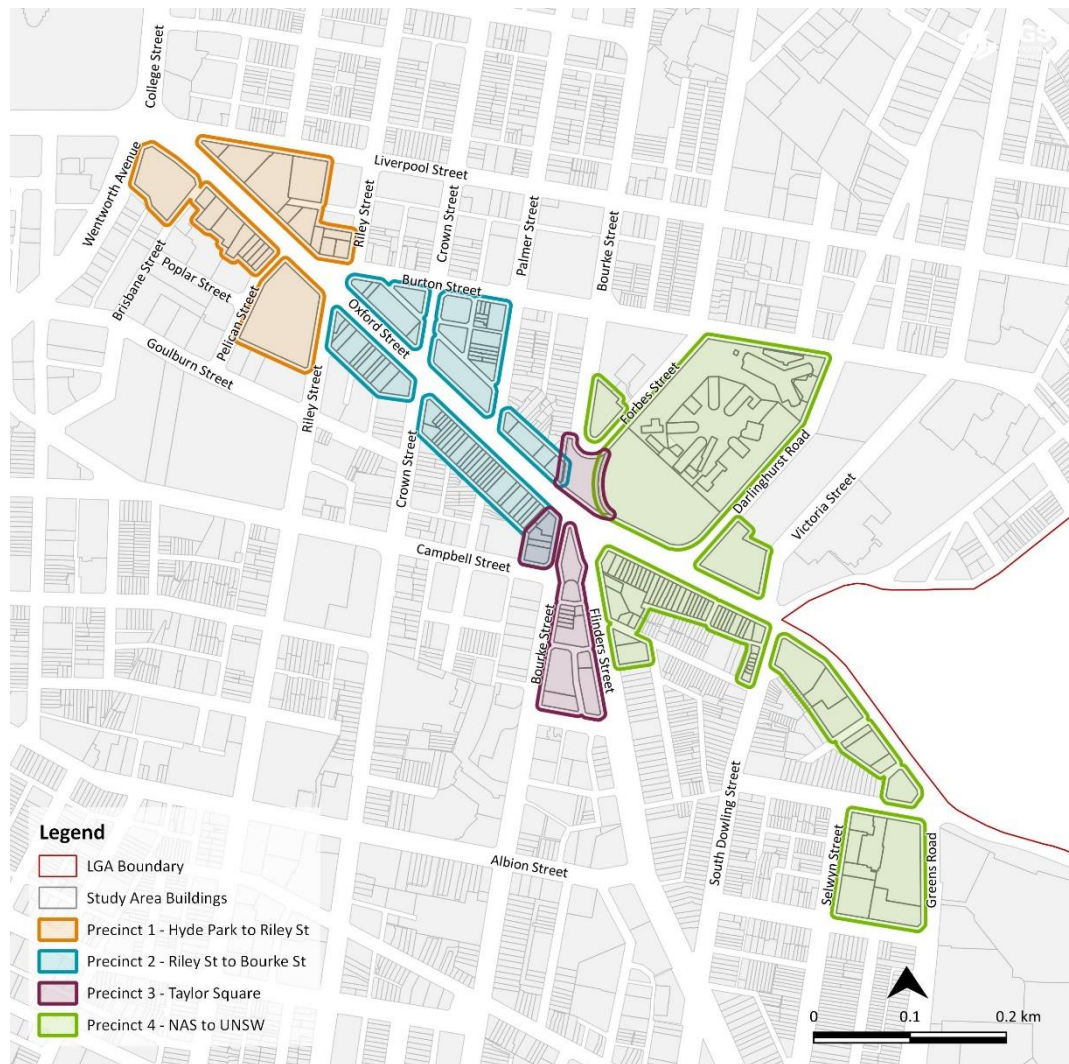 College Street
Wentworth Avenue
Liverpool Street
Riley Street
Crown Street
Palmer Street
Bourke Street
Brisbane Street
Poplar Street
Pelican Street
Burton Street
Oxford Street
Goulburn Street
Riley Street
Forbes Street
Darlinghurst Road
Victoria Street
Crown Street
Campbell Street
Bourke Street
Flinders Street
South Dowling Street
Albion Street
Selwyn Street
Greens Road
Legend
LGA Boundary
Study Area Buildings
Precinct 1 - Hyde Park to Riley St
Precinct 2 - Riley St to Bourke St
Precinct 3 - Taylor Square
Precinct 4 - NAS to UNSW
0 0.1 0.2 km